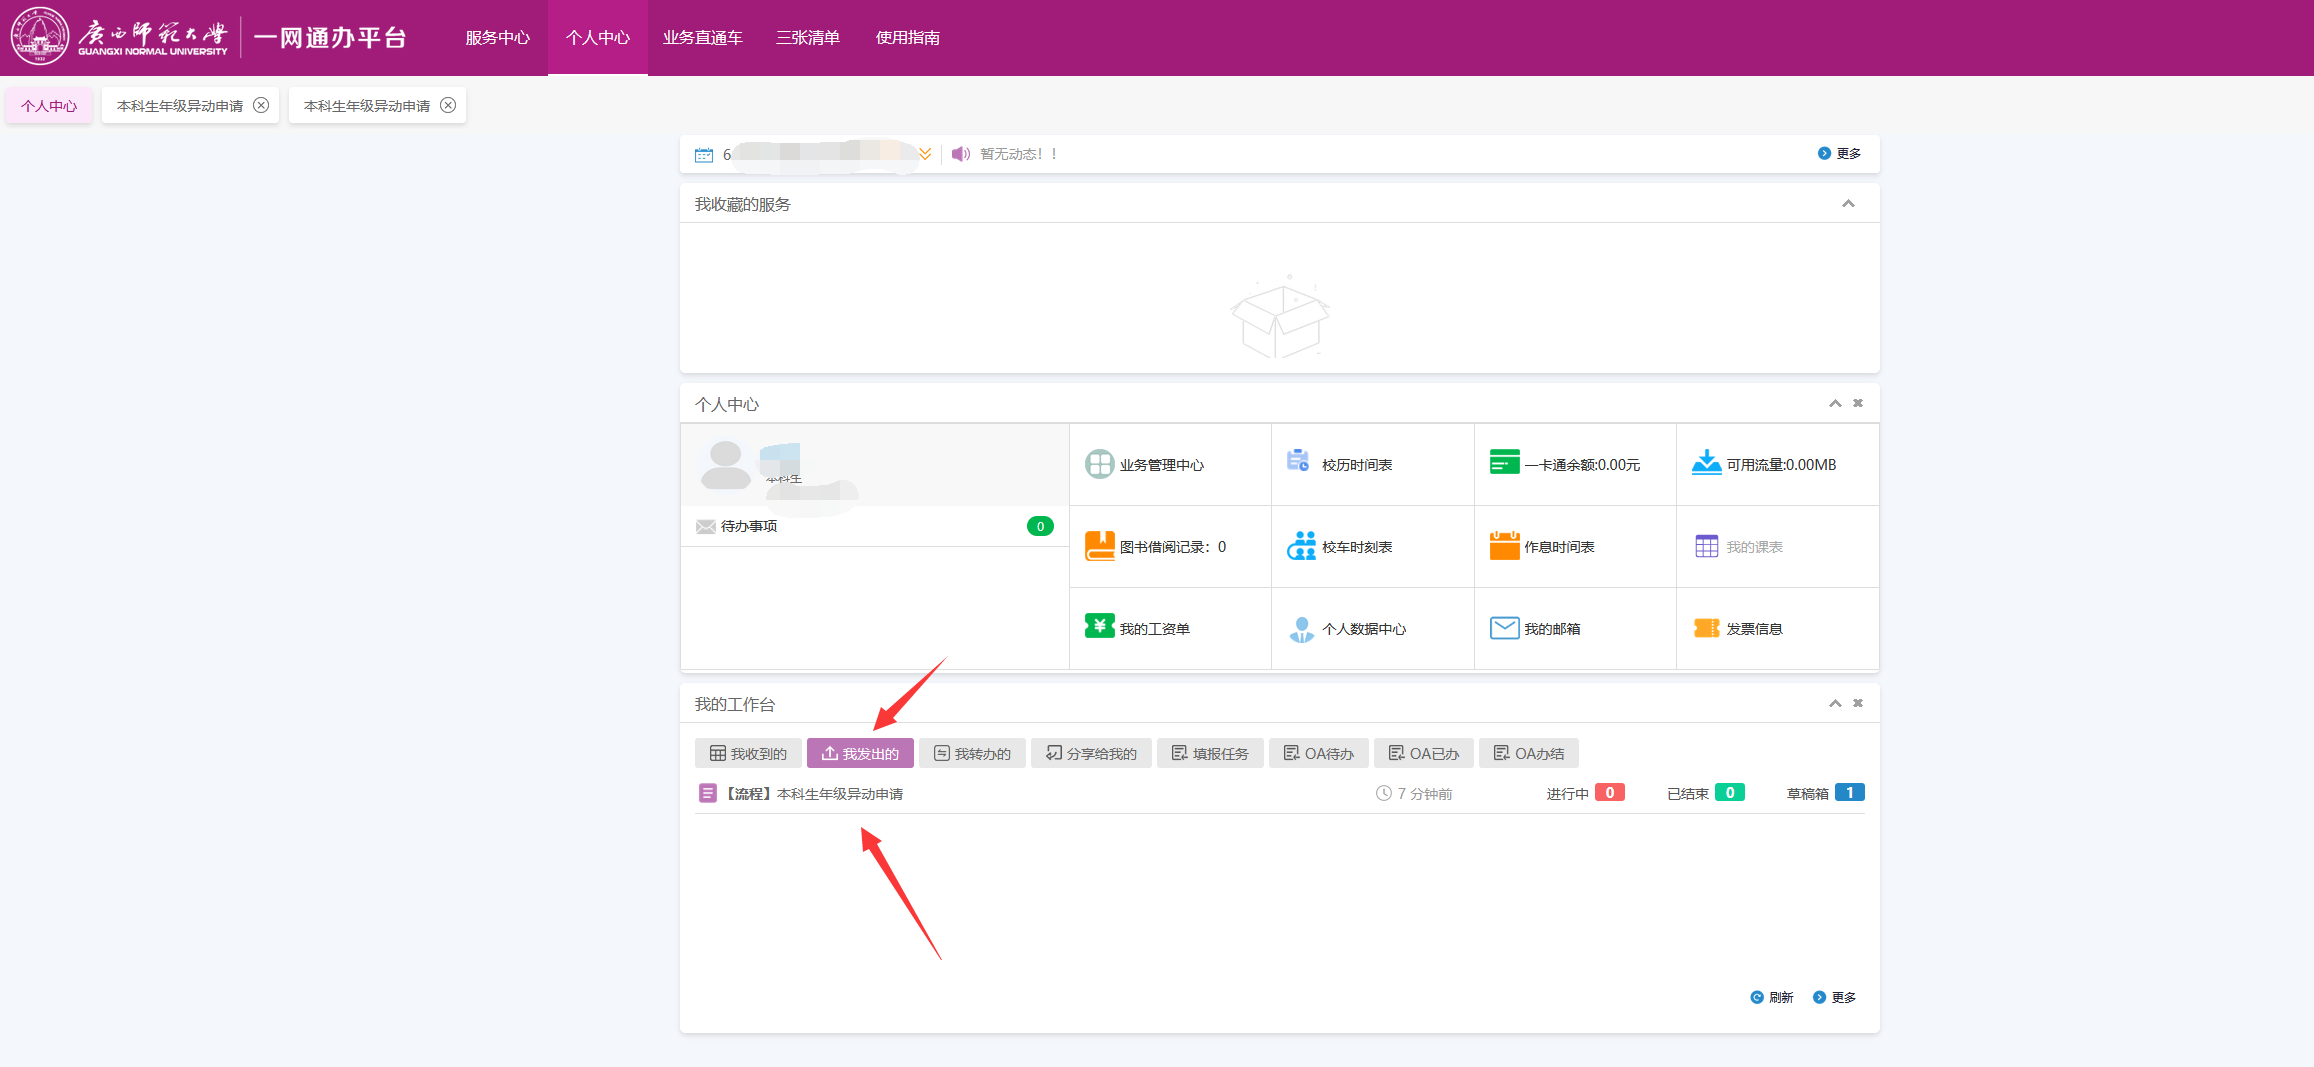 廣西師範大學
GUANGXI NORMAL UNIVERSITY
1932
一网通办平台
服务中心
个人中心
业务直通车
三张清单
使用指南
个人中心
本科生年级异动申请
本科生年级异动申请
6
暂无动态！！
更多
我收藏的服务
个人中心
本科生
待办事项
0
业务管理中心
校历时间表
一卡通余额:0.00元
可用流量:0.00MB
图书借阅记录：0
校车时刻表
作息时间表
我的课表
我的工资单
个人数据中心
我的邮箱
发票信息
我的工作台
我收到的
我发出的
我转办的
分享给我的
填报任务
OA待办
OA已办
OA办结
【流程】本科生年级异动申请
7 分钟前
进行中 0
已结束 0
草稿箱 1
刷新
更多